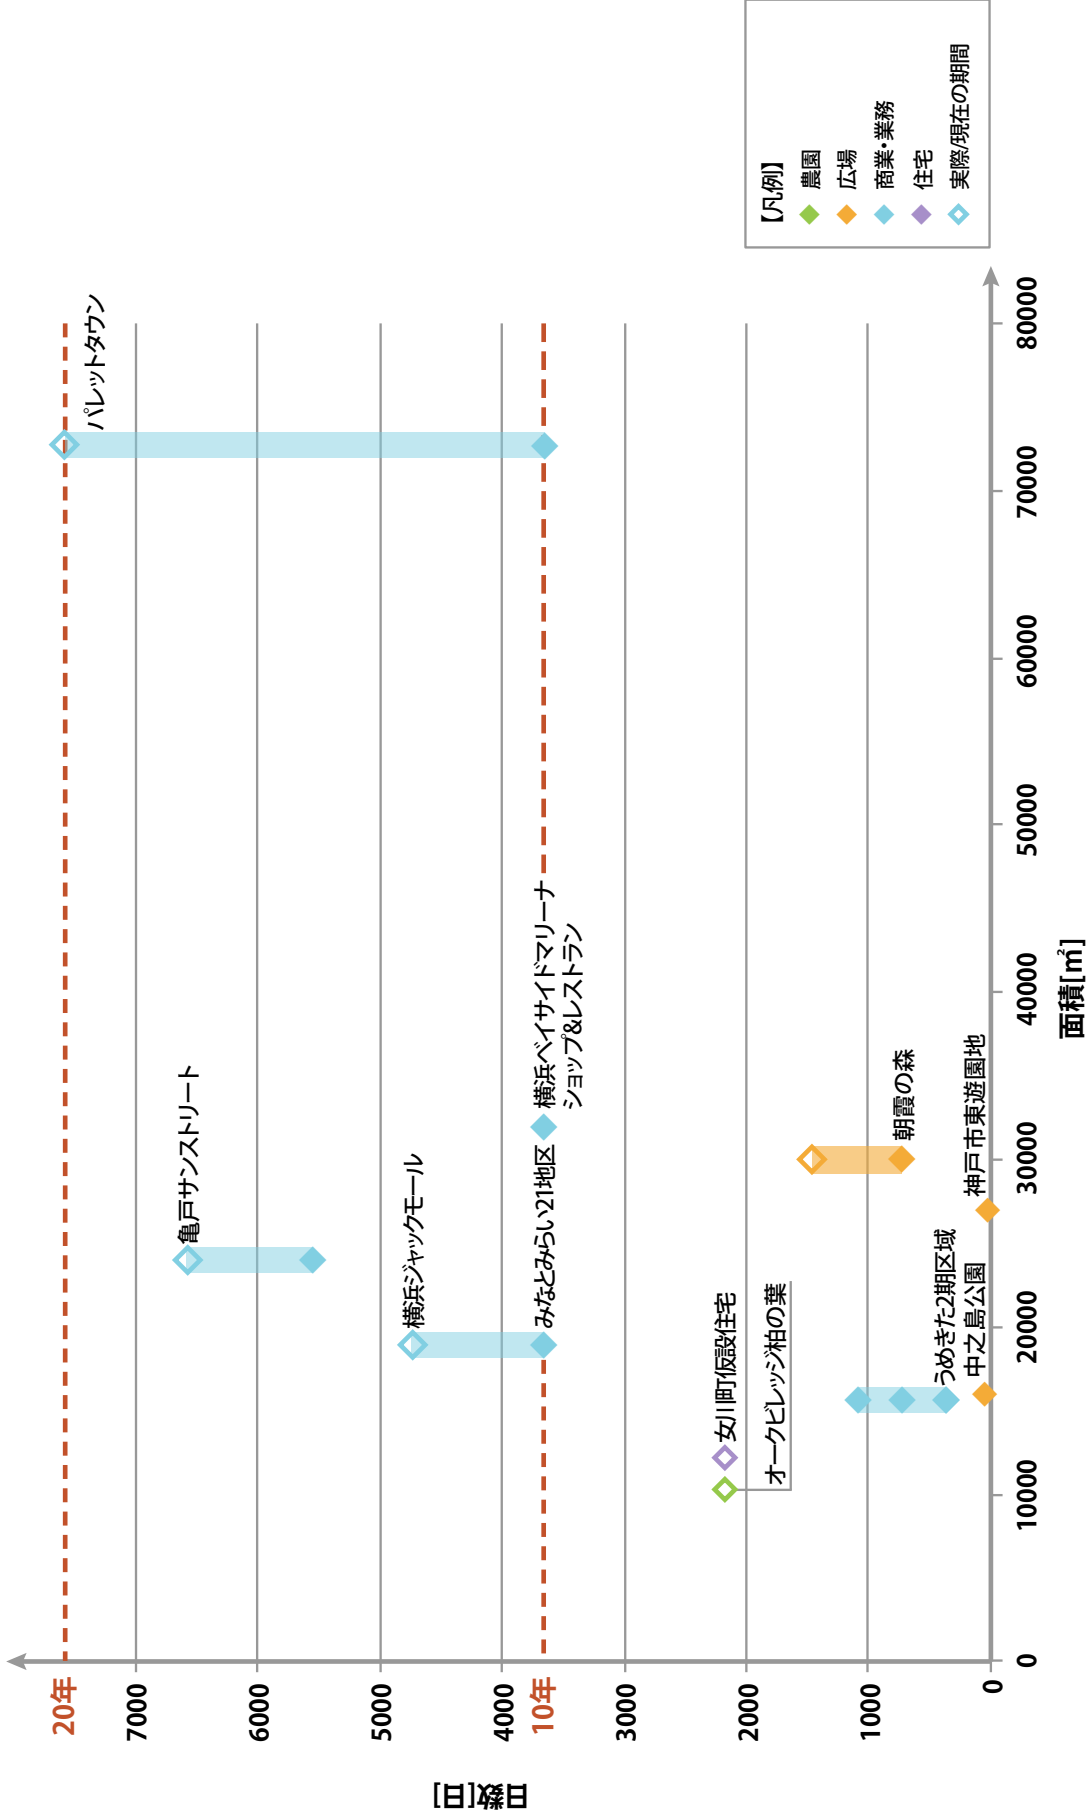 日数[日]
20年
7000
6000
5000
4000
10年
3000
2000
1000
0
パレットタウン
亀戸サンストリート
横浜ジャックモール
みなとみらい21地区
横浜ベイサイドマリーナ
ショップ&レストラン
女川町仮設住宅
オークビレッジ柏の葉
朝霞の森
うめきた2期区域
中之島公園
神戸市東遊園地
0
10000
20000
30000
40000
50000
60000
70000
80000
面積[㎡]
【凡例】
農園
広場
商業・業務
住宅
実際/現在の期間